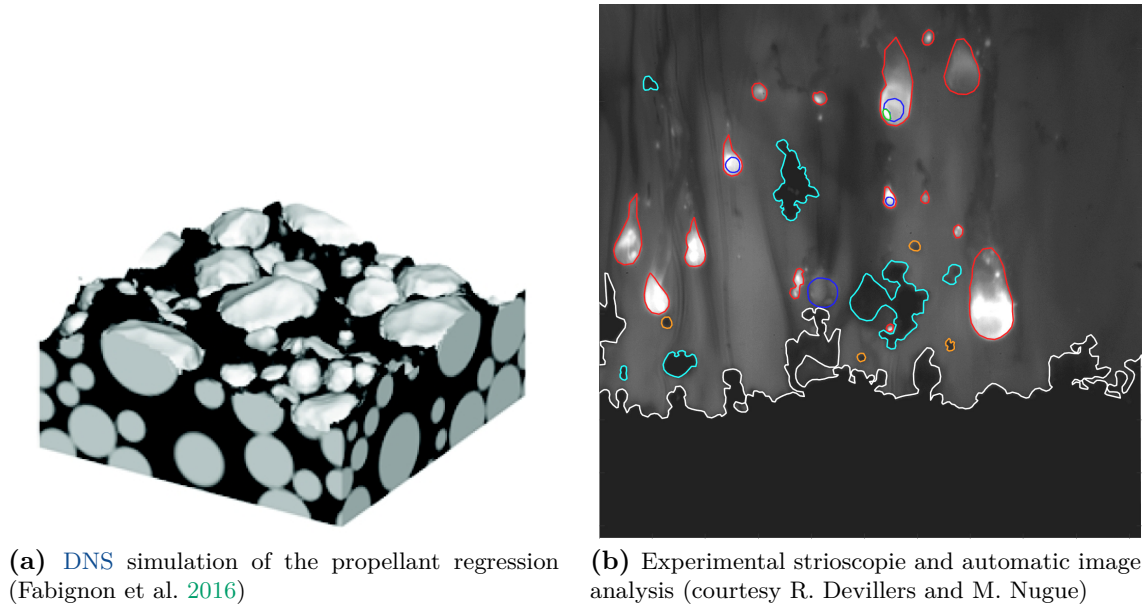 (a) DNS simulation of the propellant regression
(Fabignon et al. 2016)
(b) Experimental strioscopie and automatic image
analysis (courtesy R. Devillers and M. Nugue)